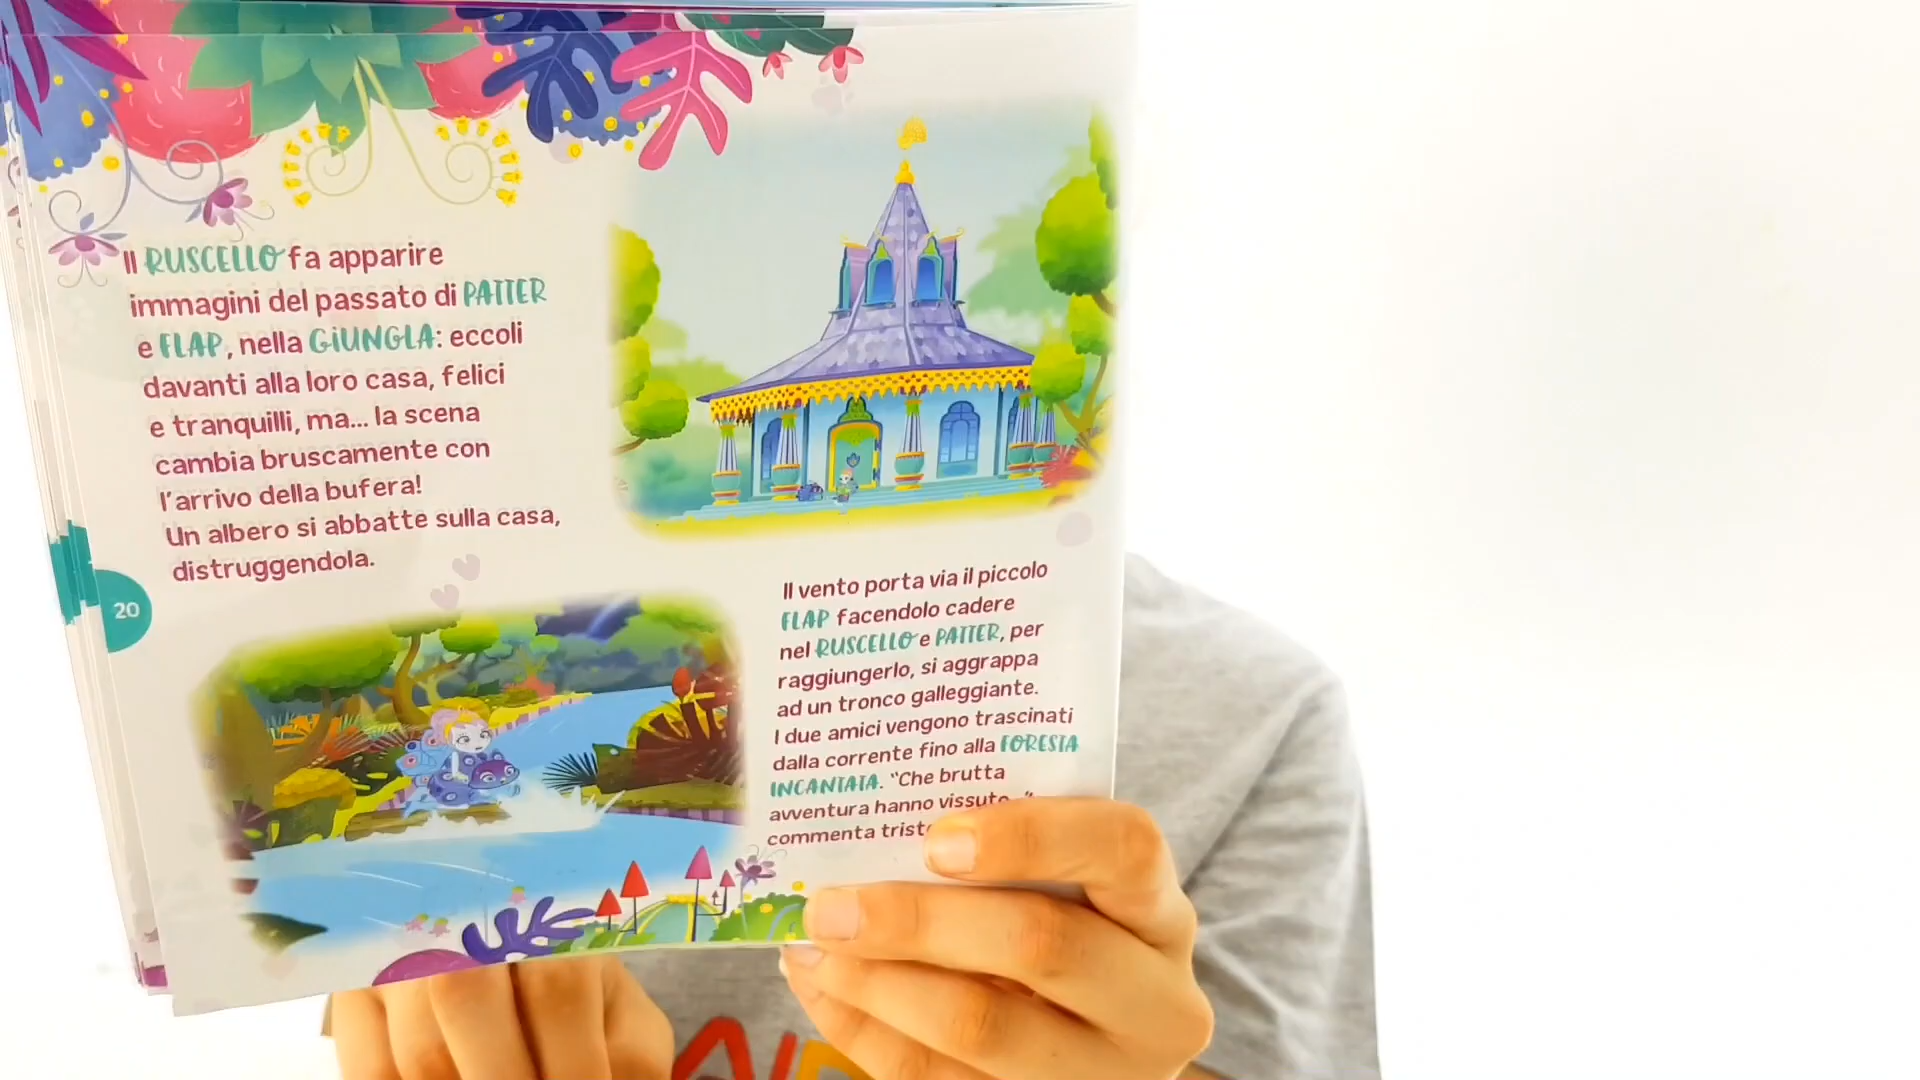 Il RUSCELLO fa apparire
immagini del passato di PATTER
e FLAP, nella GIUNGLA: eccoli
davanti alla loro casa, felici
e tranquilli, ma... la scena
cambia bruscamente con
l'arrivo della bufera!
Un albero si abbatte sulla casa,
distruggendola.
20
Il vento porta via il piccolo
FLAP facendolo cadere
nel RUSCELLO e PATTER, per
raggiungerlo, si aggrappa
ad un tronco galleggiante.
I due amici vengono trascinati
dalla corrente fino alla FORESTA
INCANTATA. “Che brutta
avventura hanno vissuto
commenta